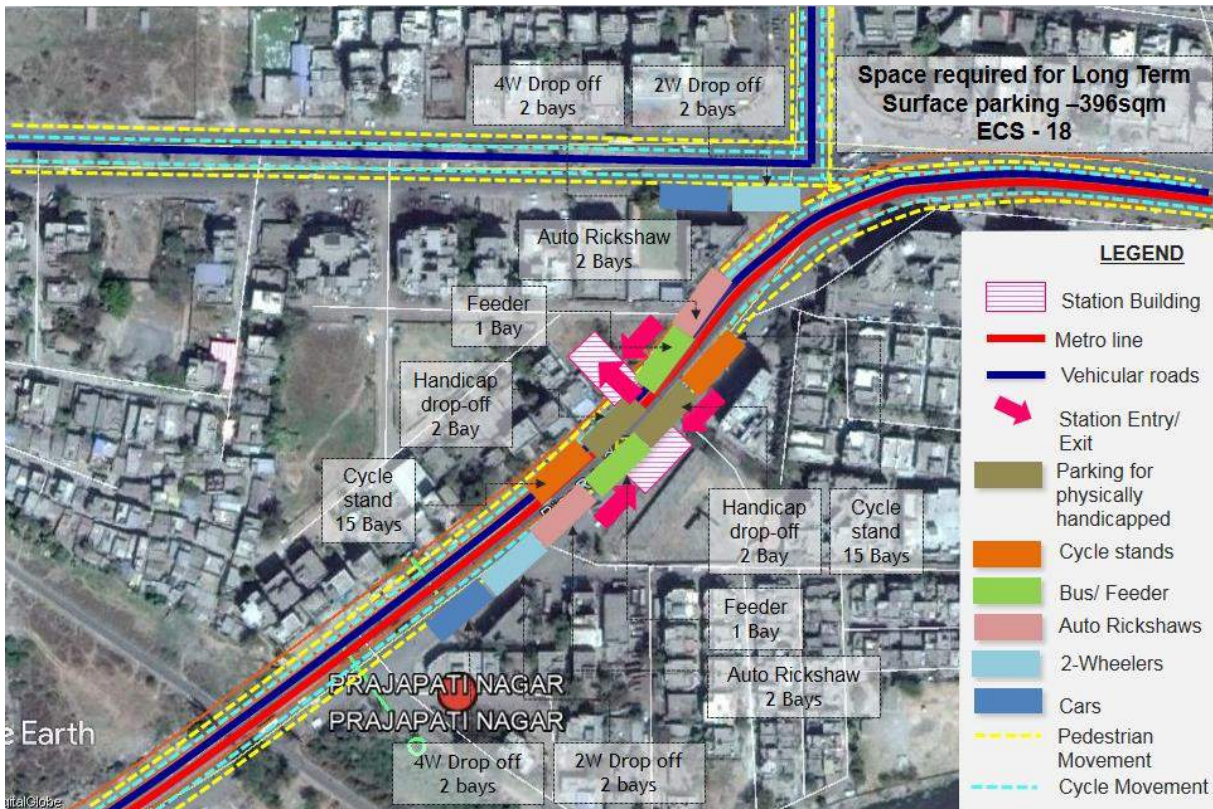 4W Drop off
2 bays
2W Drop off
2 bays
Space required for Long Term
Surface parking –396sqm
ECS - 18
Auto Rickshaw
2 Bays
Feeder
1 Bay
Handicap
drop-off
2 Bay
Cycle
stand
15 Bays
Handicap
drop-off
2 Bay
Cycle
stand
15 Bays
Feeder
1 Bay
Auto Rickshaw
2 Bays
PRAJAPATI NAGAR
PRAJAPATI NAGAR
4W Drop off
2 bays
2W Drop off
2 bays
e Earth
gitalGlobe
LEGEND
Station Building
Metro line
Vehicular roads
Station Entry/
Exit
Parking for
physically
handicapped
Cycle stands
Bus/ Feeder
Auto Rickshaws
2-Wheelers
Cars
Pedestrian
Movement
Cycle Movement